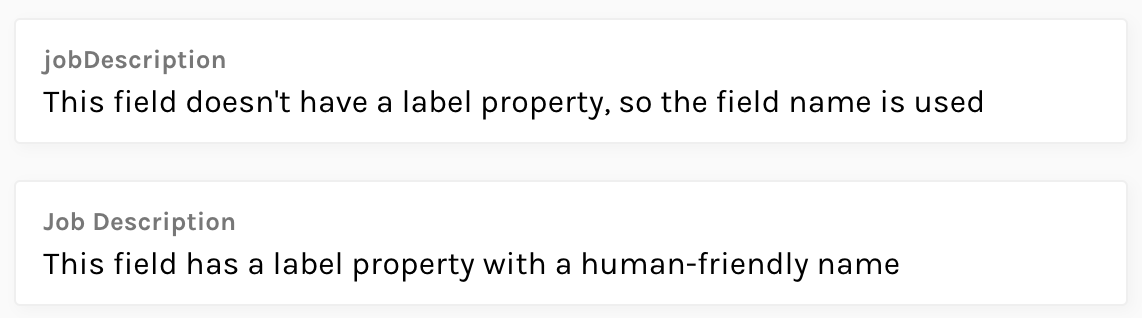 jobDescription
This field doesn't have a label property, so the field name is used
Job Description
This field has a label property with a human-friendly name